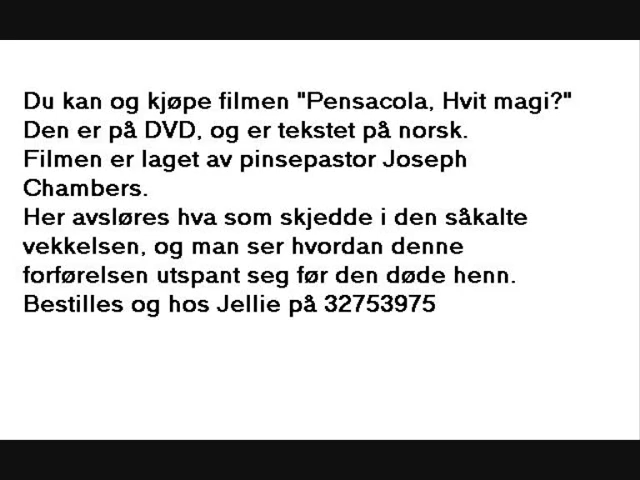 Du kan og kjøpe filmen "Pensacola, Hvit magi?"
Den er på DVD, og er tekstet på norsk.
Filmen er laget av pinsepastor Joseph
Chambers.
Her avsløres hva som skjedde i den såkalte
vekkelsen, og man ser hvordan denne
forførelsen utspant seg før den døde henn.
Bestilles og hos Jellie på 32753975